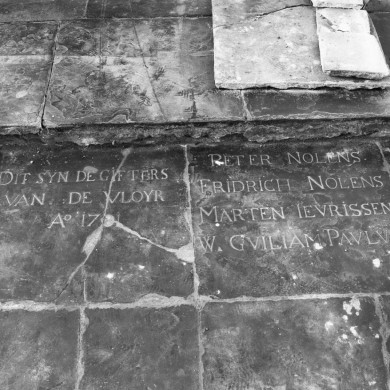 DIT SYN DE GIFTERS
VAN DE VLOYR
Aº 17
PETER NOLENS
FRIDRICH NOLENS
MARTEN IEVRISSEN
W. GVILIAM PAVLV